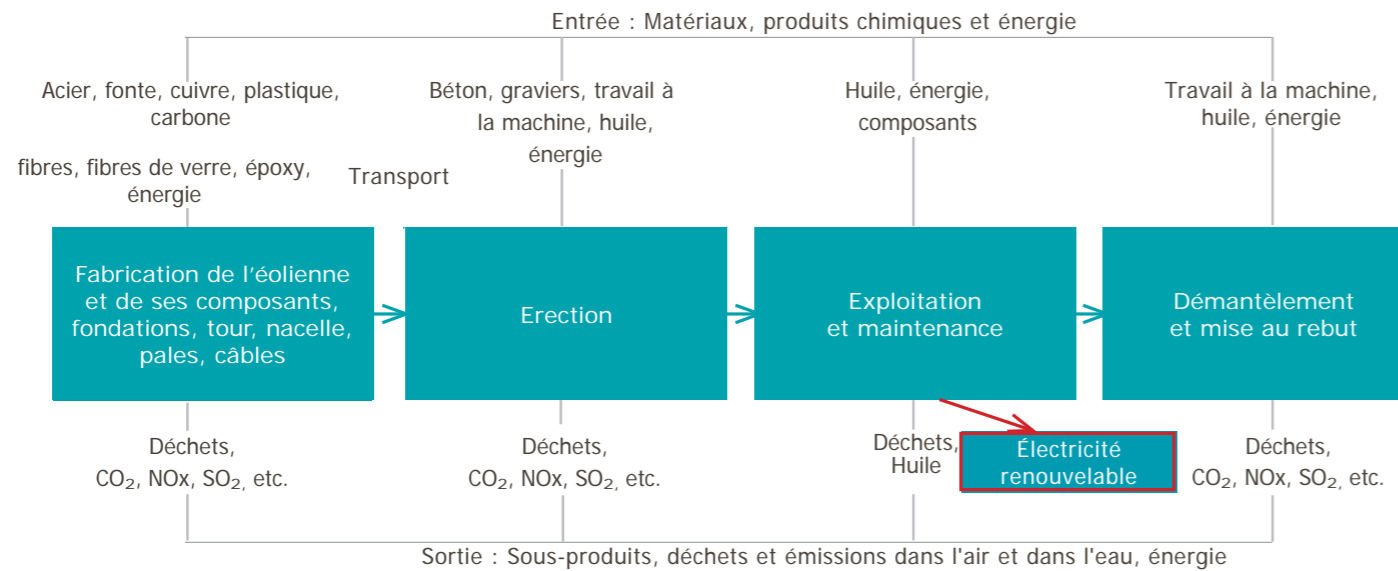 Entrée : Matériaux, produits chimiques et énergie
Acier, fonte, cuivre, plastique,
carbone
fibres, fibres de verre, époxy,
énergie
Transport
Béton, graviers, travail à
la machine, huile,
énergie
Huile, énergie,
composants
Travail à la machine,
huile, énergie
Fabrication de l'éolienne
et de ses composants,
fondations, tour, nacelle,
pales, câbles
Erection
Exploitation
et maintenance
Démantèlement
et mise au rebut
Déchets,
CO₂, NOx, SO₂, etc.
Déchets,
CO₂, NOx, SO₂, etc.
Déchets,
Huile
Électricité
renouvelable
Déchets,
CO₂, NOx, SO₂, etc.
Sortie : Sous-produits, déchets et émissions dans l'air et dans l'eau, énergie